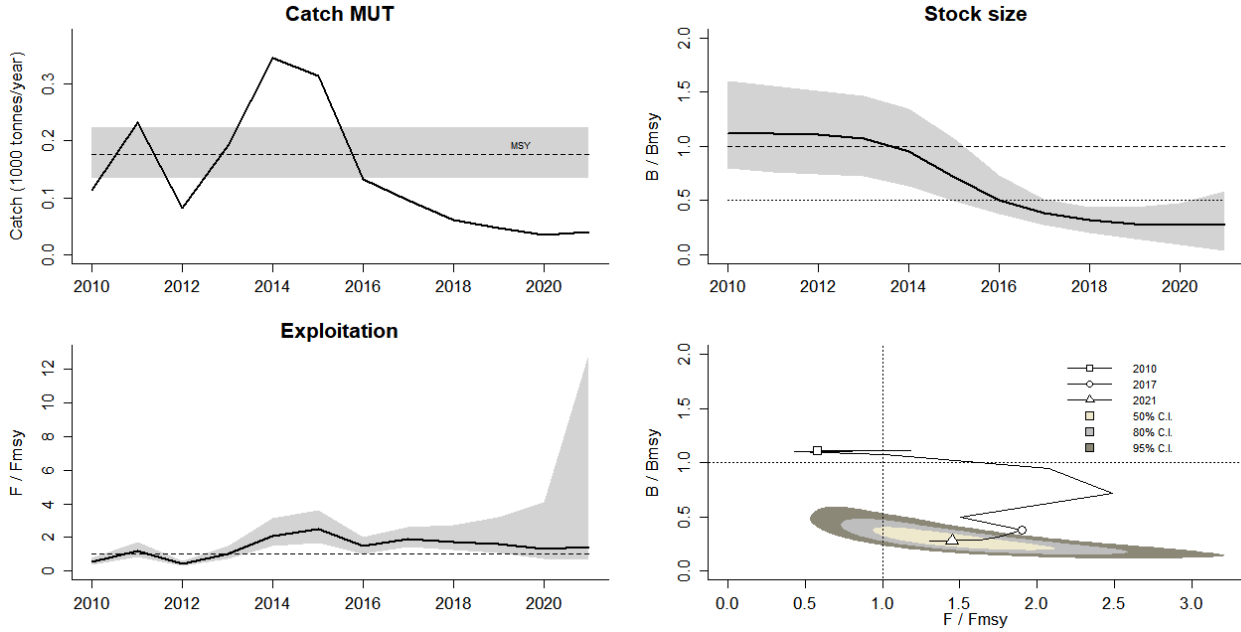 Catch MUT
Catch (1000 tonnes/year)
0.0 0.1 0.2 0.3
MSY
2010 2012 2014 2016 2018 2020
Stock size
B / Bmsy
0.0 0.5 1.0 1.5 2.0
2010 2012 2014 2016 2018 2020
Exploitation
F / Fmsy
0 2 4 6 8 10 12
2010 2012 2014 2016 2018 2020
B / Bmsy
0.0 0.5 1.0 1.5 2.0
2010
2017
2021
50% C.I.
80% C.I.
95% C.I.
0.0 0.5 1.0 1.5 2.0 2.5 3.0
F / Fmsy